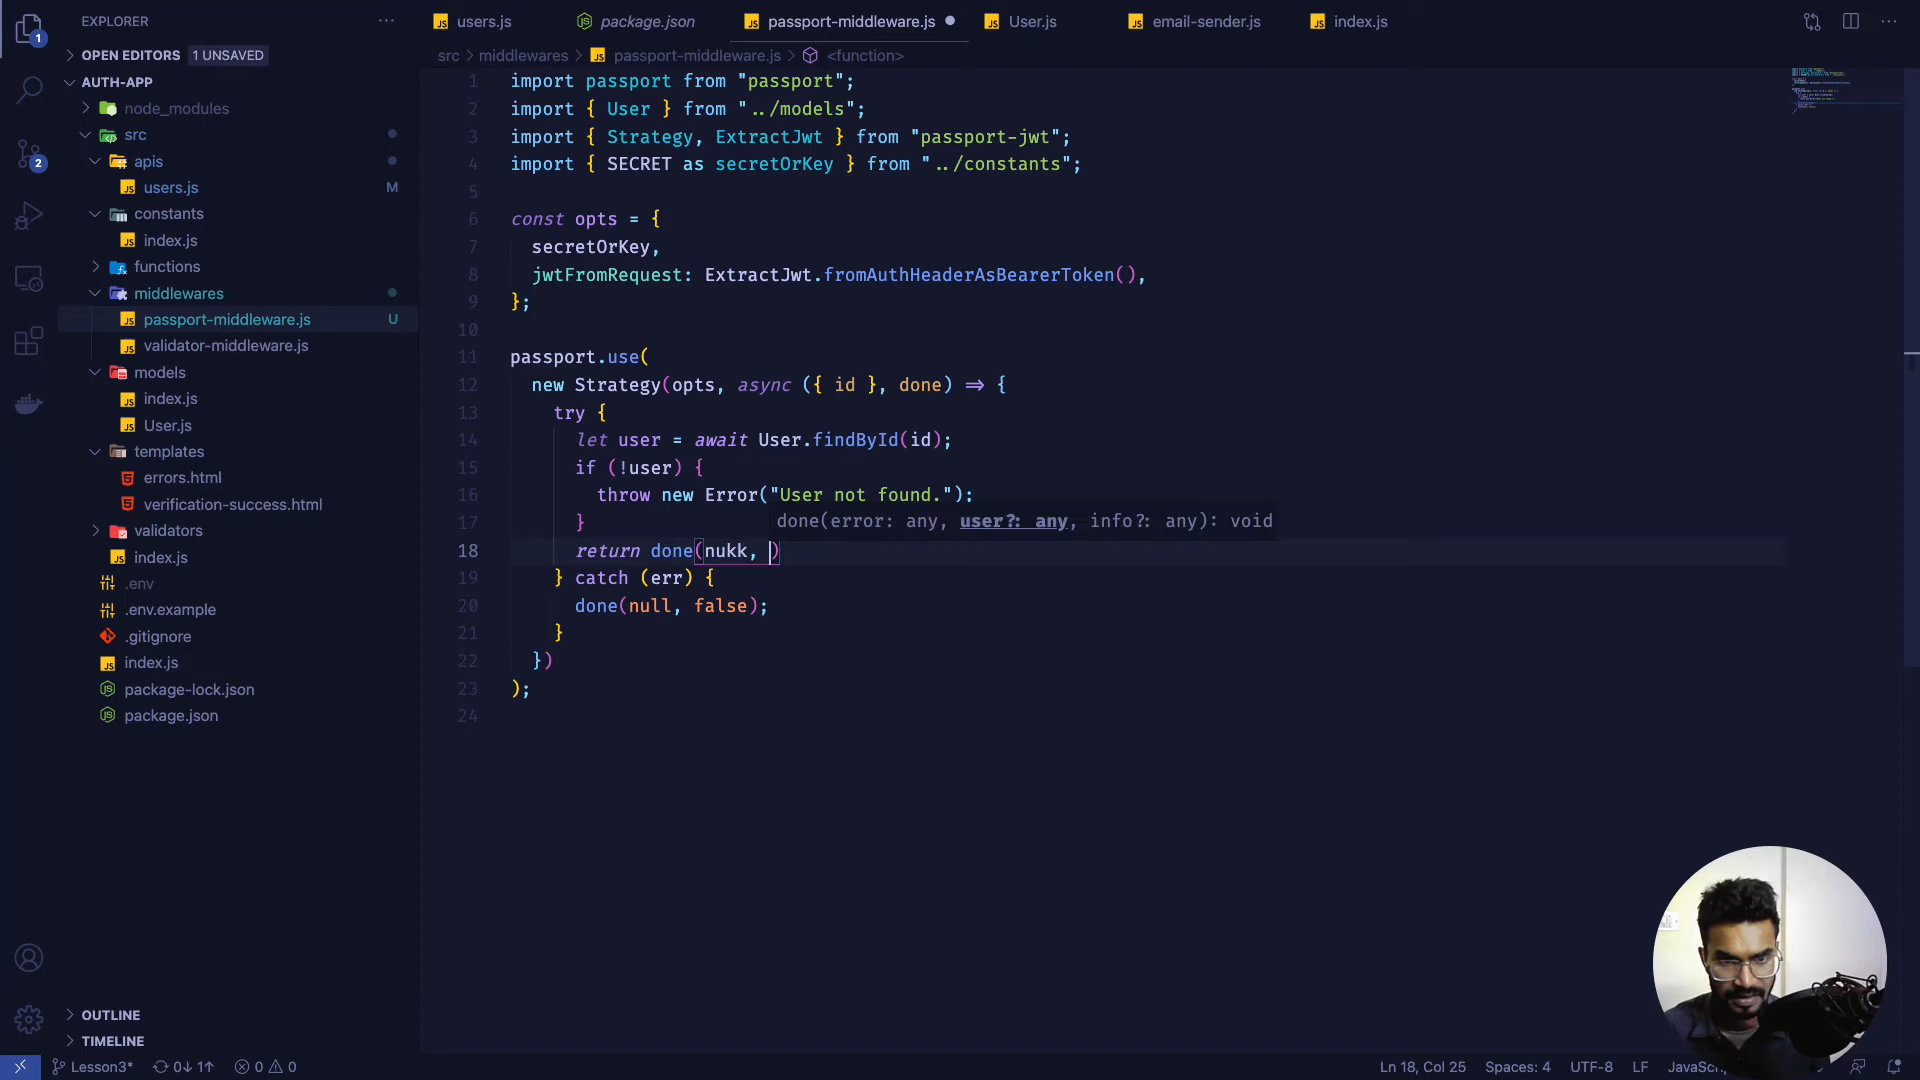 EXPLORER
OPEN EDITORS 1 UNSAVED
AUTH-APP
node_modules
src
apis
users.js M
constants
index.js
functions
middlewares
passport-middleware.js U
validator-middleware.js
models
index.js
User.js
templates
errors.html
verification-success.html
validators
index.js
.env
.env.example
.gitignore
index.js
package-lock.json
package.json
OUTLINE
TIMELINE
1
2
users.js package.json passport-middleware.js User.js email-sender.js index.js
src > middlewares > passport-middleware.js > <function>
1 import passport from "passport";
2 import { User } from "../models";
3 import { Strategy, ExtractJwt } from "passport-jwt";
4 import { SECRET as secretOrKey } from "../constants";
5
6 const opts = {
7 secretOrKey,
8 jwtFromRequest: ExtractJwt.fromAuthHeaderAsBearerToken(),
9 };
10
11 passport.use(
12 new Strategy(opts, async ({ id }, done) => {
13 try {
14 let user = await User.findById(id);
15 if (!user) {
16 throw new Error("User not found.");
17 }
done(error: any, user?: any, info?: any): void
18 return done(nukk, )
19 } catch (err) {
20 done(null, false);
21 }
22 })
23 );
24
Lesson3* 0↓ 1↑ 0 0 Ln 18, Col 25 Spaces: 4 UTF-8 LF